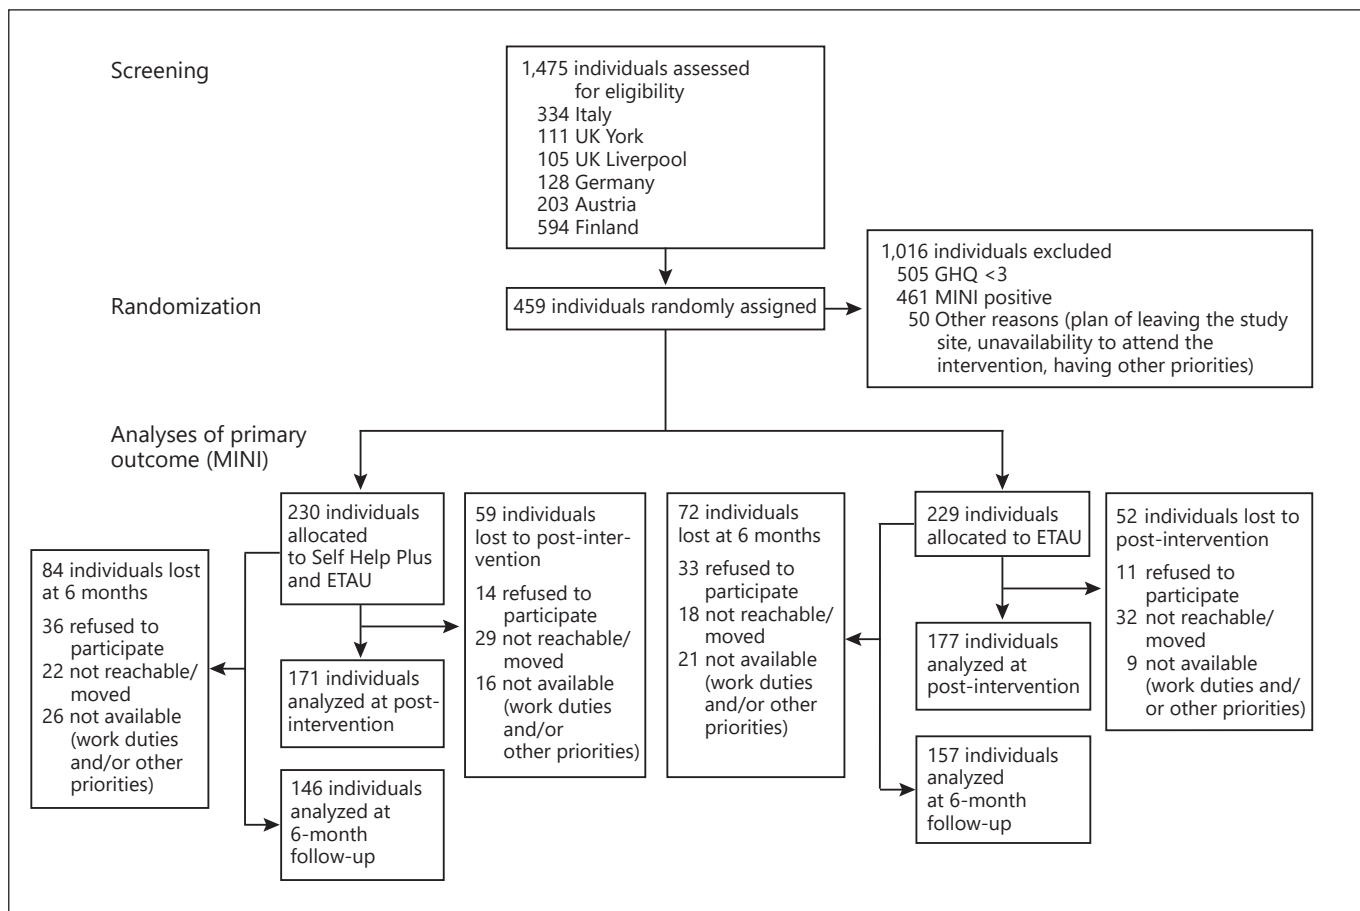 Screening
1,475 individuals assessed
for eligibility
334 Italy
111 UK York
105 UK Liverpool
128 Germany
203 Austria
594 Finland
1,016 individuals excluded
505 GHQ <3
461 MINI positive
50 Other reasons (plan of leaving the study
site, unavailability to attend the
intervention, having other priorities)
Randomization
459 individuals randomly assigned
Analyses of primary
outcome (MINI)
230 individuals
allocated
to Self Help Plus
and ETAU
59 individuals
lost to post-inter-
vention
14 refused to
participate
29 not reachable/
moved
16 not available
(work duties
and/or
other priorities)
84 individuals lost
at 6 months
36 refused to
participate
22 not reachable/
moved
26 not available
(work duties
and/or other
priorities)
171 individuals
analyzed at post-
intervention
146 individuals
analyzed at
6-month
follow-up
72 individuals
lost at 6 months
33 refused to
participate
18 not reachable/
moved
21 not available
(work duties
and/or other
priorities)
229 individuals
allocated to ETAU
52 individuals lost to
post-intervention
11 refused to
participate
32 not reachable/
moved
9 not available
(work duties and/
or other priorities)
177 individuals
analyzed at
post-intervention
157 individuals
analyzed
at 6-month
follow-up